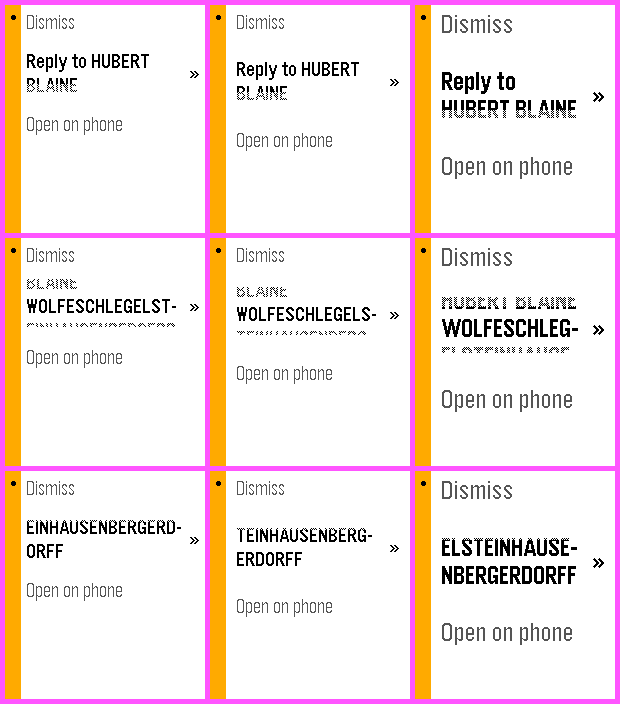 Dismiss
Reply to HUBERT
BLAINE
»
Open on phone
Dismiss
Reply to HUBERT
BLAINE
»
Open on phone
Dismiss
Reply to
HUBERT BLAINE
»
Open on phone
Dismiss
BLAINE
WOLFESCHLEGELST-
»
Open on phone
Dismiss
BLAINE
WOLFESCHLEGELS-
»
Open on phone
Dismiss
HUBERT BLAINE
WOLFESCHLEG-
»
Open on phone
Dismiss
EINHAUSENBERGERD-
ORFF
»
Open on phone
Dismiss
TEINHAUSENBERG-
ERDORFF
»
Open on phone
Dismiss
ELSTEINHAUSE-
NBERGERDORFF
»
Open on phone